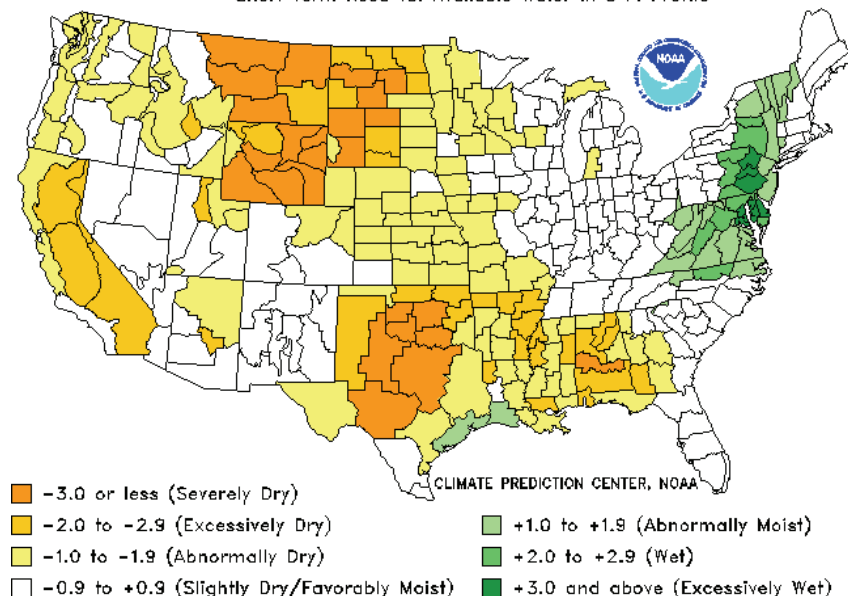 NOAA
CLIMATE PREDICTION CENTER, NOAA
-3.0 or less (Severely Dry)
-2.0 to -2.9 (Excessively Dry)
-1.0 to -1.9 (Abnormally Dry)
-0.9 to +0.9 (Slightly Dry/Favorably Moist)
+1.0 to +1.9 (Abnormally Moist)
+2.0 to +2.9 (Wet)
+3.0 and above (Excessively Wet)